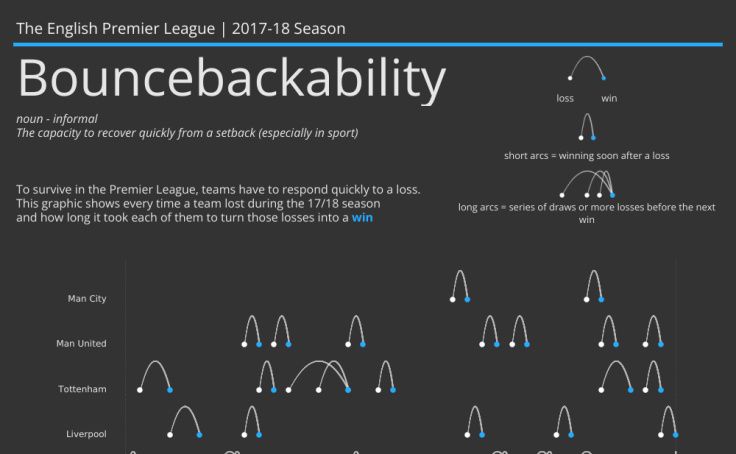 The English Premier League | 2017-18 Season
Bouncebackability
noun - informal
The capacity to recover quickly from a setback (especially in sport)
loss win
short arcs = winning soon after a loss
To survive in the Premier League, teams have to respond quickly to a loss.
This graphic shows every time a team lost during the 17/18 season
and how long it took each of them to turn those losses into a win
long arcs = series of draws or more losses before the next
win
Man City
Man United
Tottenham
Liverpool